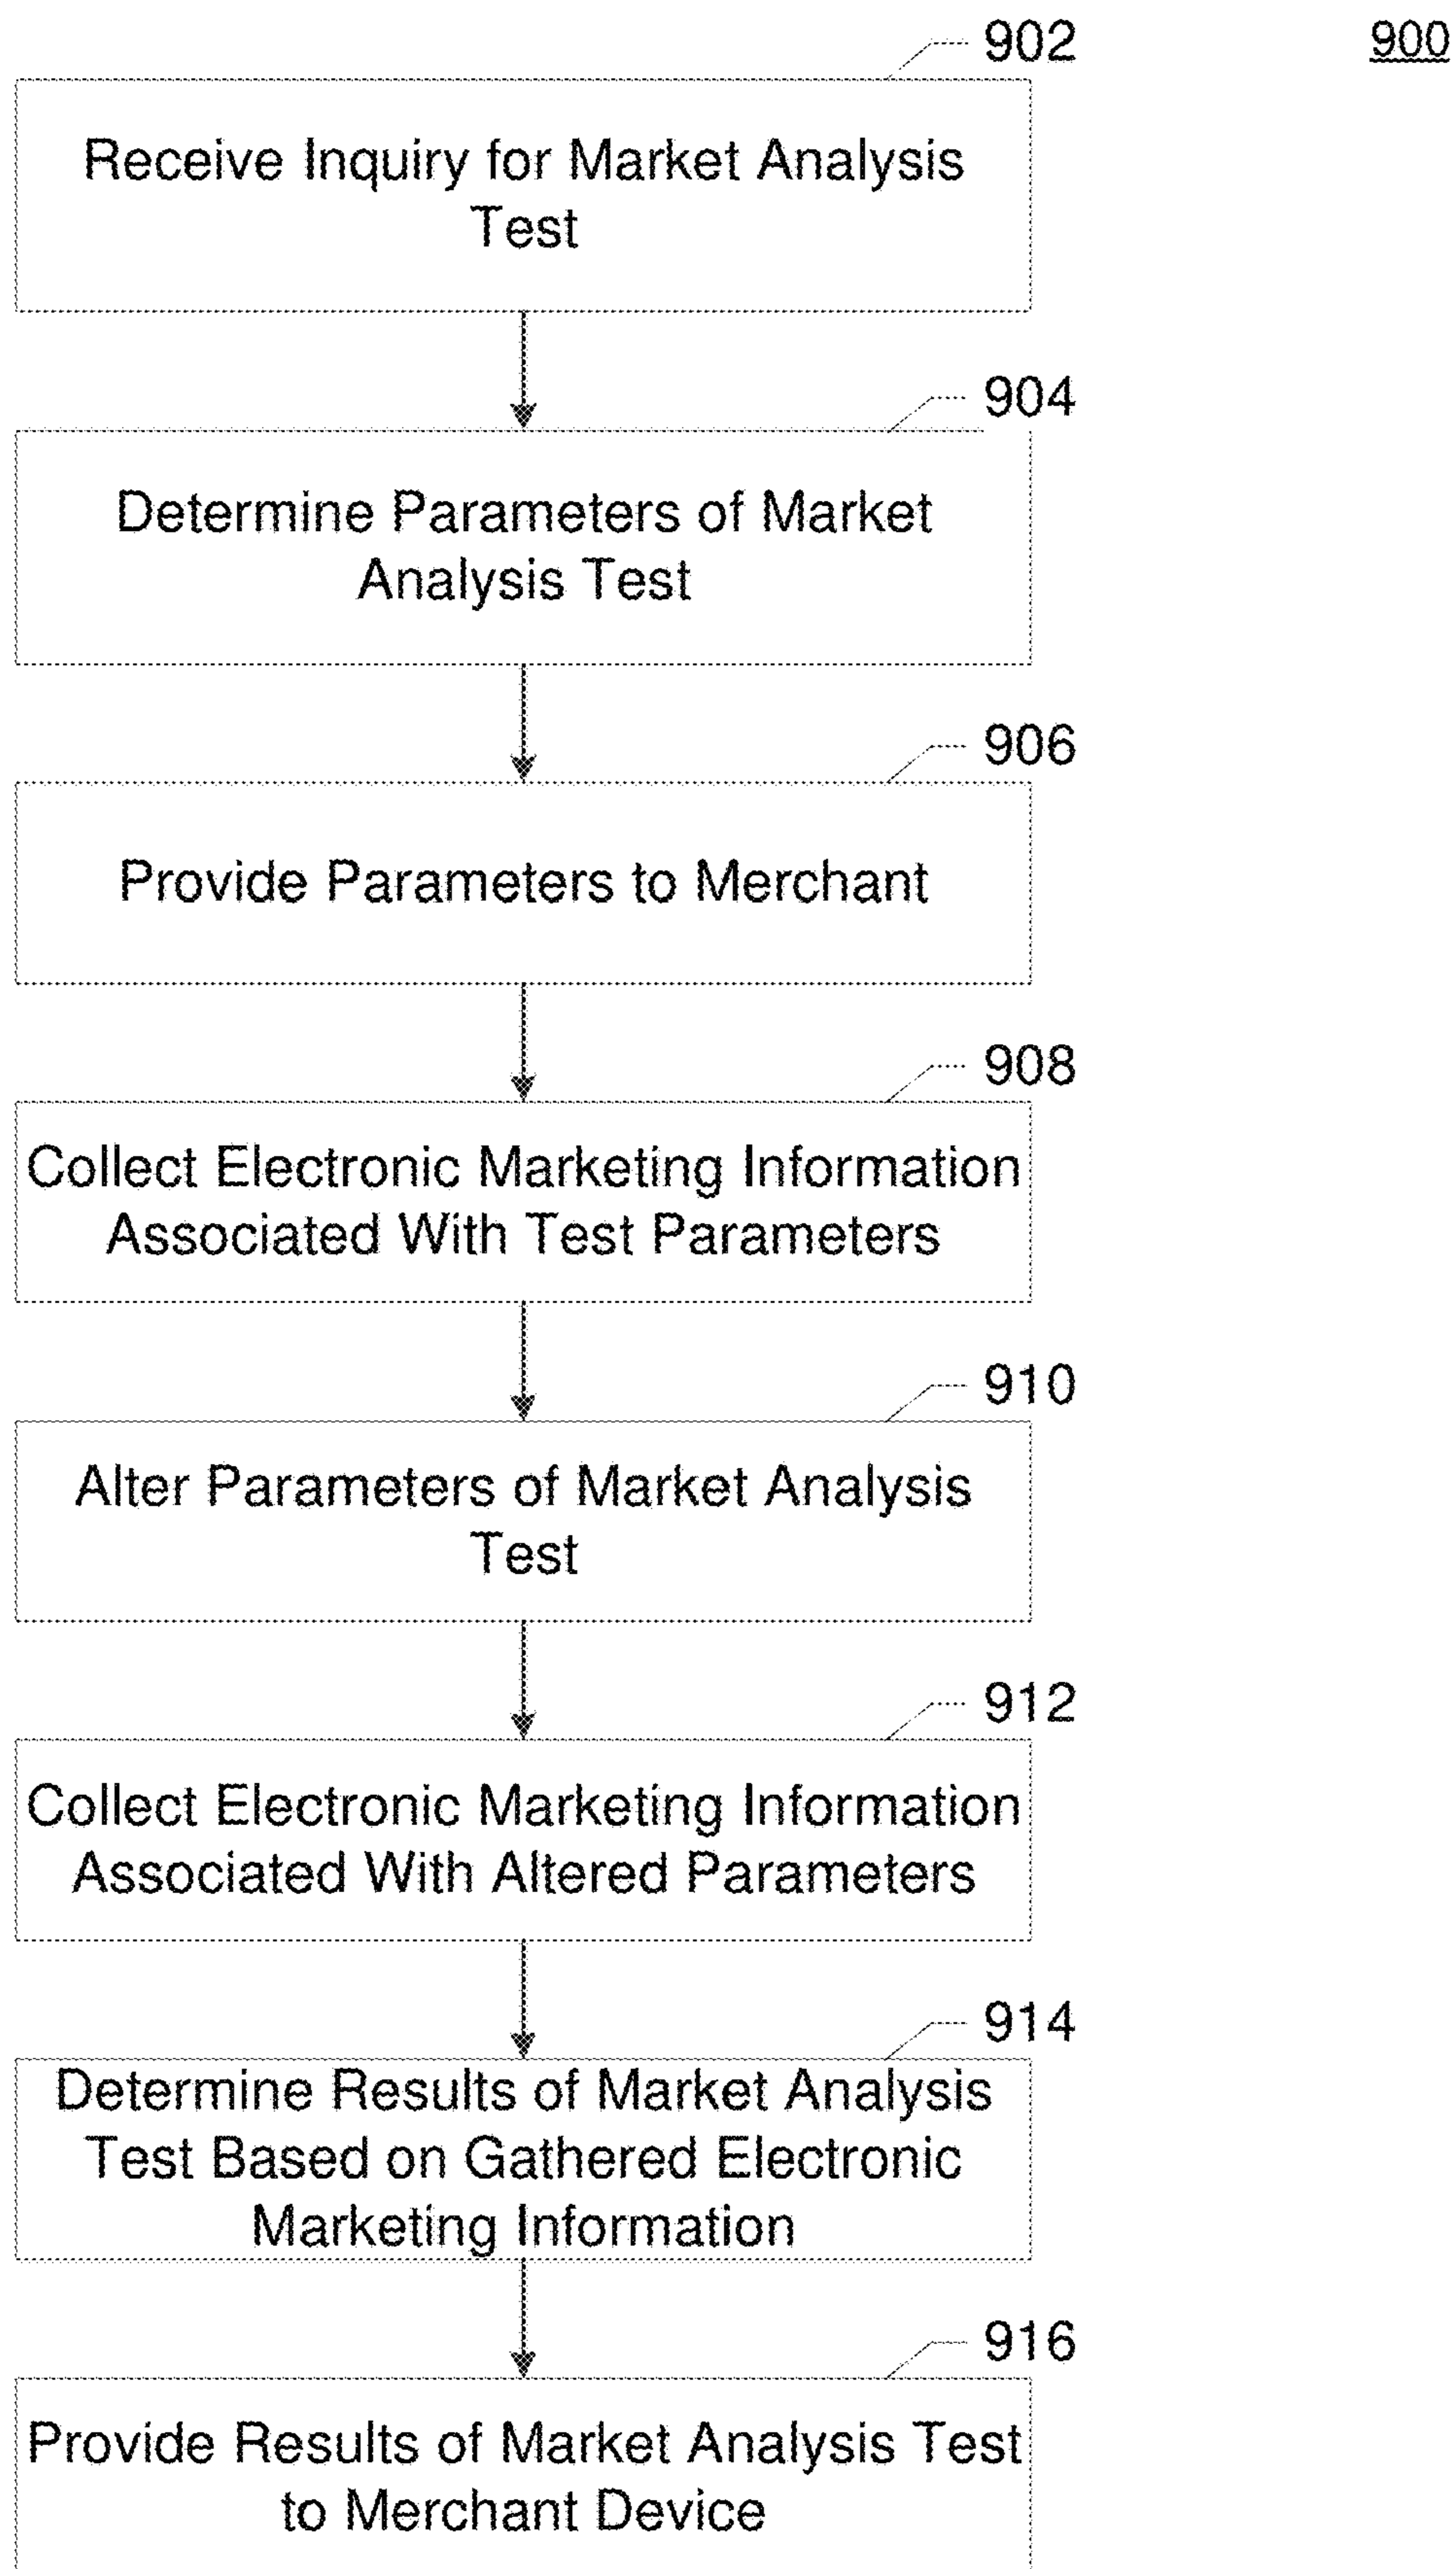 902
900
Receive Inquiry for Market Analysis
Test
904
Determine Parameters of Market
Analysis Test
906
Provide Parameters to Merchant
908
Collect Electronic Marketing Information
Associated With Test Parameters
910
Alter Parameters of Market Analysis
Test
912
Collect Electronic Marketing Information
Associated With Altered Parameters
914
Determine Results of Market Analysis
Test Based on Gathered Electronic
Marketing Information
916
Provide Results of Market Analysis Test
to Merchant Device